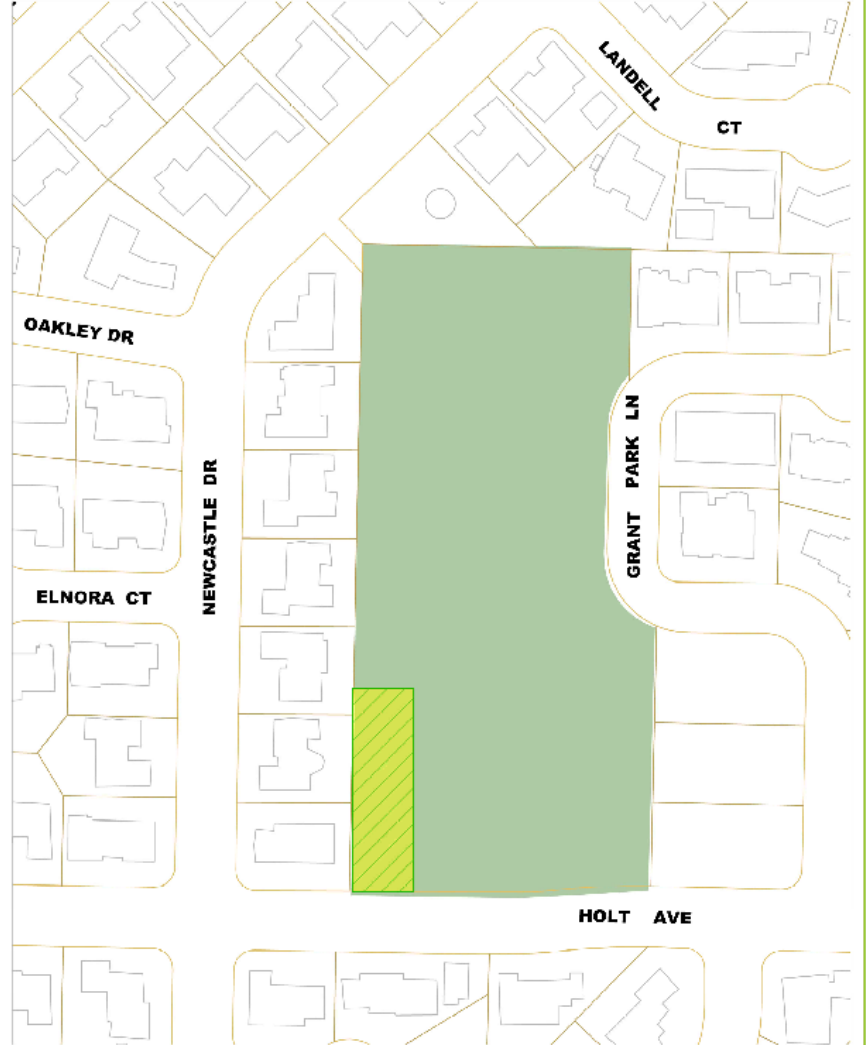 LANDELL
CT
OAKLEY DR
GRANT PARK LN
NEWCASTLE DR
ELNORA CT
HOLT AVE